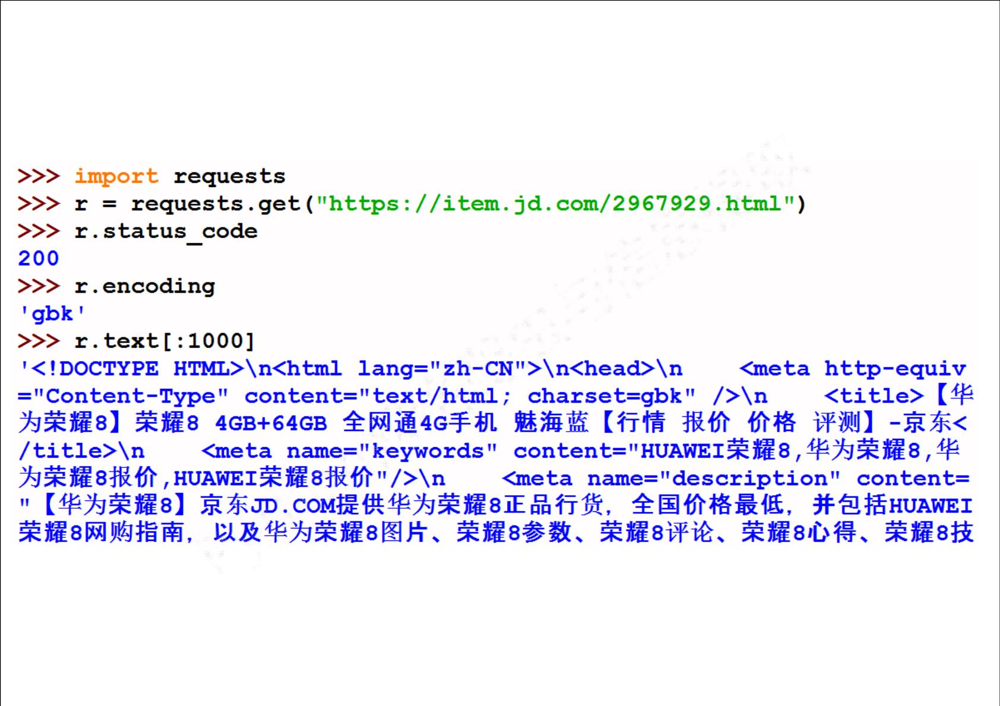 >>> import requests
>>> r = requests.get("https://item.jd.com/2967929.html")
>>> r.status_code
200
>>> r.encoding
'gbk'
>>> r.text[:1000]
'<!DOCTYPE HTML>\n<html lang="zh-CN">\n<head>\n    <meta http-equiv
="Content-Type" content="text/html; charset=gbk" />\n    <title>【华
为荣耀8】荣耀8 4GB+64GB 全网通4G手机 魅海蓝【行情 报价 价格 评测】-京东<
/title>\n    <meta name="keywords" content="HUAWEI荣耀8,华为荣耀8,华
为荣耀8报价,HUAWEI荣耀8报价"/>\n    <meta name="description" content=
"【华为荣耀8】京东JD.COM提供华为荣耀8正品行货, 全国价格最低, 并包括HUAWEI
荣耀8网购指南, 以及华为荣耀8图片、荣耀8参数、荣耀8评论、荣耀8心得、荣耀8技